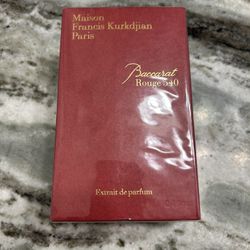 Maison
Francis Kurkdjian
Paris
Baccarat
Rouge 540
Extrait de parfum